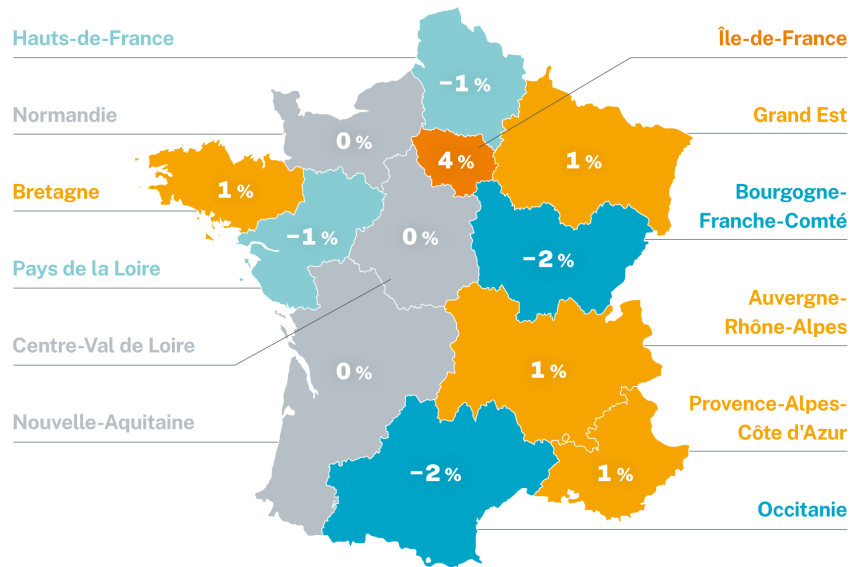 Hauts-de-France
Normandie
Bretagne
Pays de la Loire
Centre-Val de Loire
Nouvelle-Aquitaine
−1 %
0 %
4 %
1 %
1 %
−1 %
0 %
−2 %
0 %
1 %
−2 %
1 %
Île-de-France
Grand Est
Bourgogne-
Franche-Comté
Auvergne-
Rhône-Alpes
Provence-Alpes-
Côte d'Azur
Occitanie